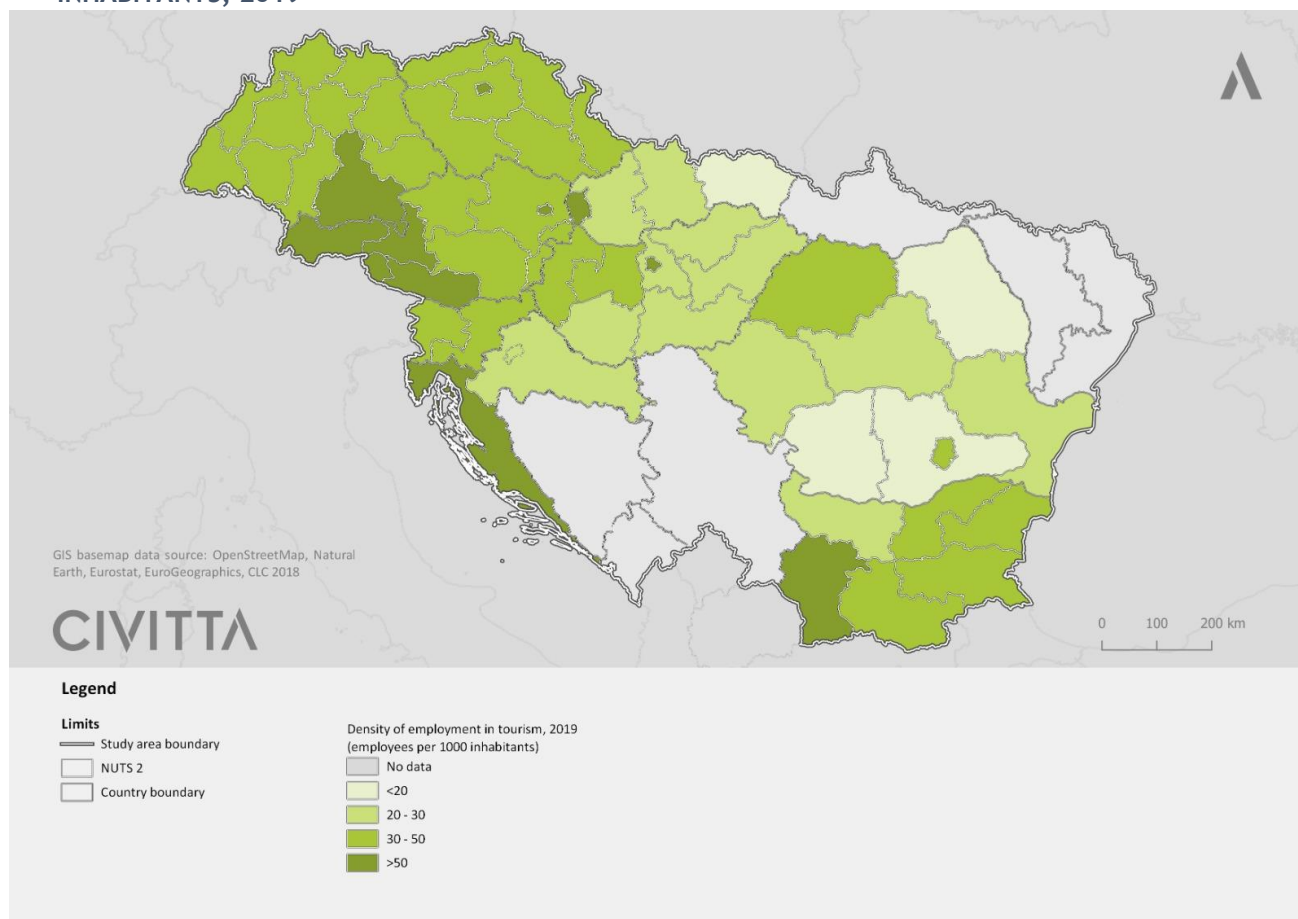 INHABITANTS, 2019
GIS basemap data source: OpenStreetMap, Natural
Earth, Eurostat, EuroGeographics, CLC 2018
CIVITTA
0 100 200 km
Legend
Limits
Study area boundary
NUTS 2
Country boundary
Density of employment in tourism, 2019
(employees per 1000 inhabitants)
No data
<20
20 - 30
30 - 50
>50